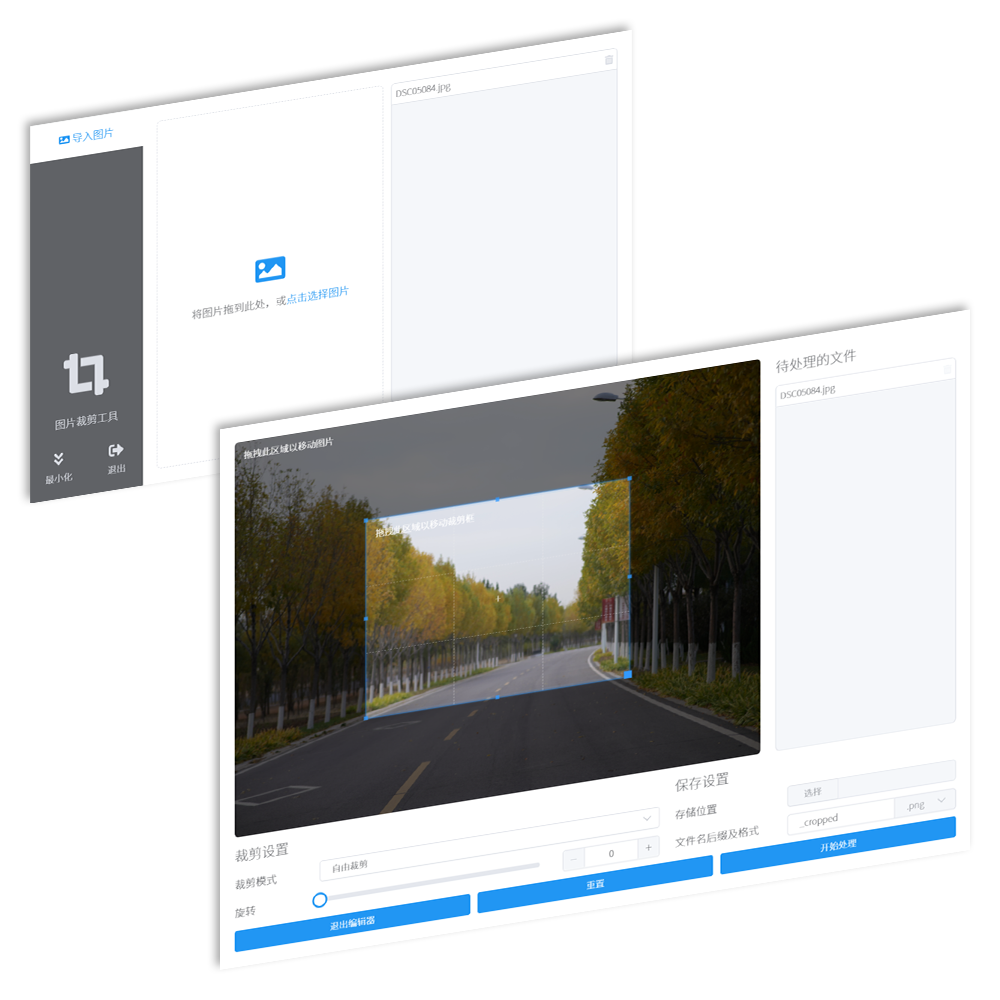 导入图片
DSC05084.jpg
将图片拖到此处，或点击选择图片
图片裁剪工具
最小化
退出
待处理的文件
DSC05084.jpg
拖拽此区域以移动图片
拖拽此区域以移动裁剪框
裁剪设置
裁剪模式
自由裁剪
旋转
0
保存设置
存储位置
选择
文件名后缀及格式
_cropped
.png
退出编辑器
重置
开始处理